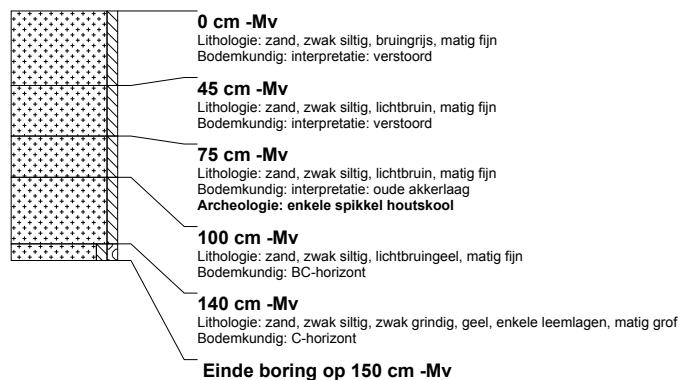 0 cm -Mv
Lithologie: zand, zwak siltig, bruingrijs, matig fijn
Bodemkundig: interpretatie: verstoord
45 cm -Mv
Lithologie: zand, zwak siltig, lichtbruin, matig fijn
Bodemkundig: interpretatie: verstoord
75 cm -Mv
Lithologie: zand, zwak siltig, lichtbruin, matig fijn
Bodemkundig: interpretatie: oude akkerlaag
Archeologie: enkele spikkel houtskool
100 cm -Mv
Lithologie: zand, zwak siltig, lichtbruingeel, matig fijn
Bodemkundig: BC-horizont
140 cm -Mv
Lithologie: zand, zwak siltig, zwak grindig, geel, enkele leemlagen, matig grof
Bodemkundig: C-horizont
Einde boring op 150 cm -Mv